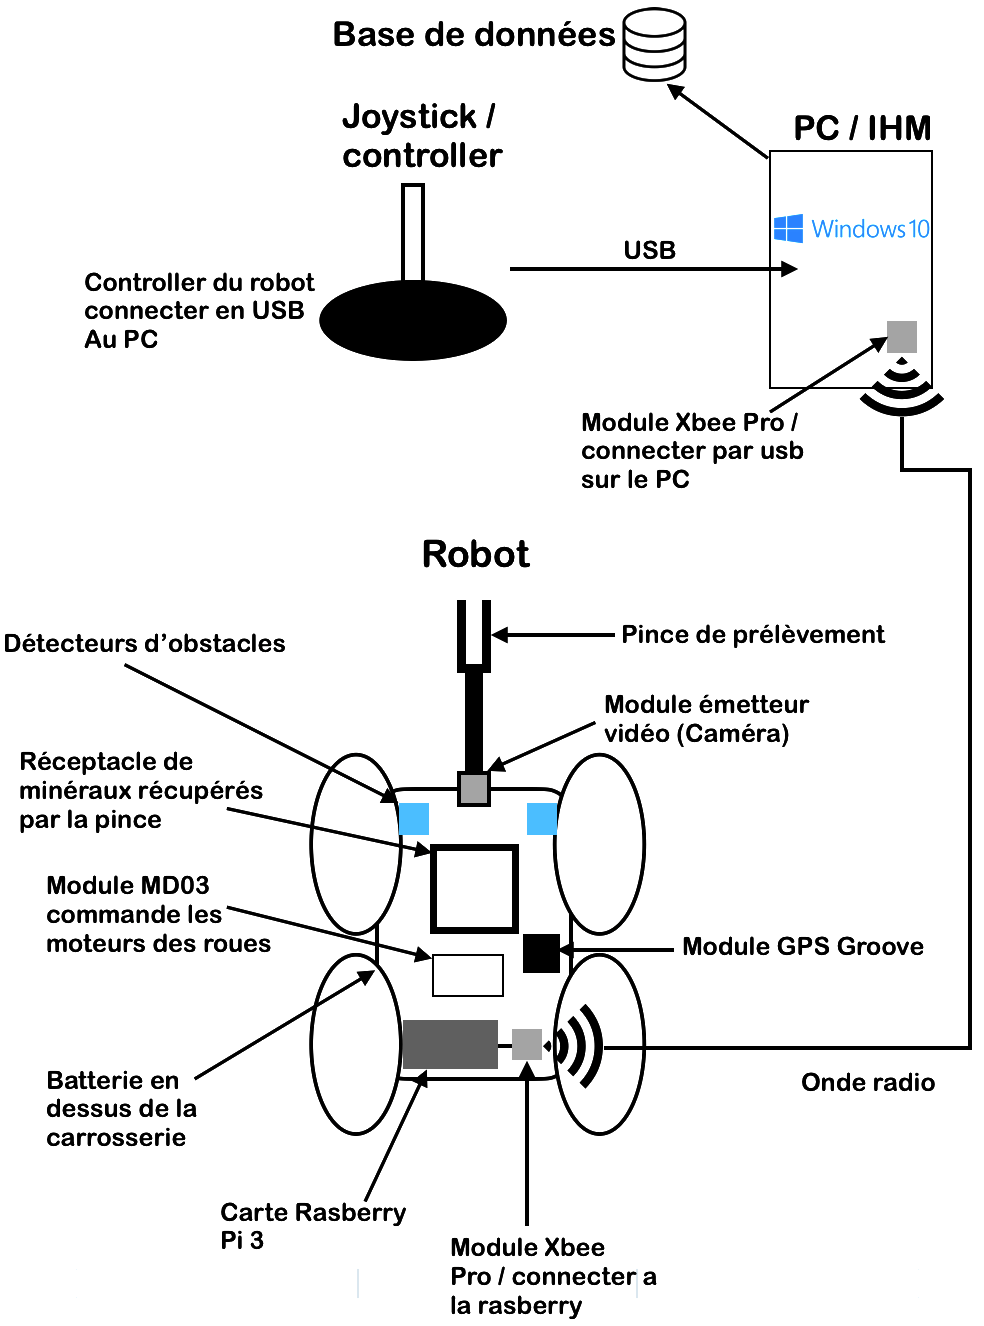 Base de données
Joystick /
controller
PC / IHM
Windows 10
USB
Controller du robot
connecter en USB
Au PC
Module Xbee Pro /
connecter par usb
sur le PC
Robot
Détecteurs d’obstacles
Pince de prélèvement
Module émetteur
vidéo (Caméra)
Réceptacle de
minéraux récupérés
par la pince
Module MD03
commande les
moteurs des roues
Module GPS Groove
Batterie en
dessus de la
carrosserie
Onde radio
Carte Rasberry
Pi 3
Module Xbee
Pro / connecter a
la rasberry